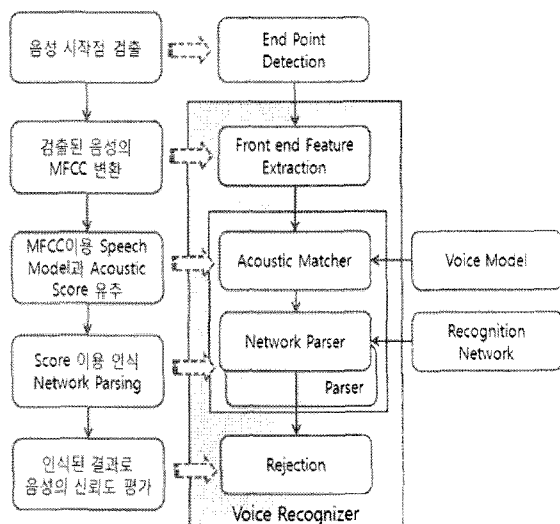 음성 시작점 검출
End Point
Detection
검출된 음성의
MFCC 변환
Front end Feature
Extraction
MFCC이용 Speech
Model과 Acoustic
Score 유추
Acoustic Matcher
Voice Model
Score 이용 인식
Network Parsing
Network Parser
Parser
Recognition
Network
인식된 결과로
음성의 신뢰도 평가
Rejection
Voice Recognizer